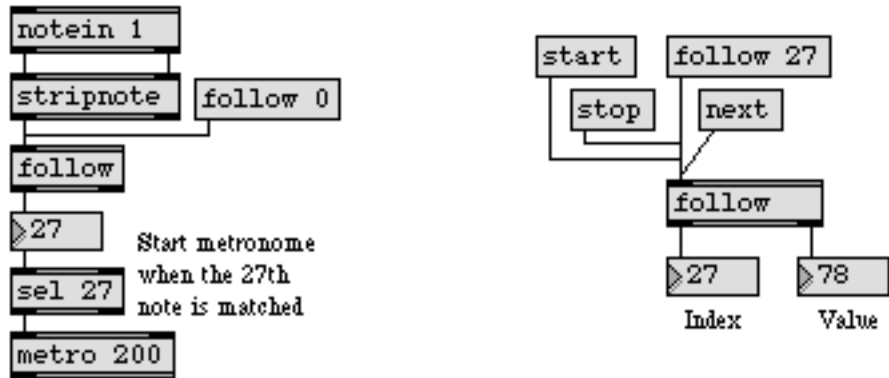 notein 1
stripnote
follow 0
follow
27
Start metronome
when the 27th
note is matched
sel 27
metro 200
start
follow 27
stop
next
follow
27
78
Index
Value